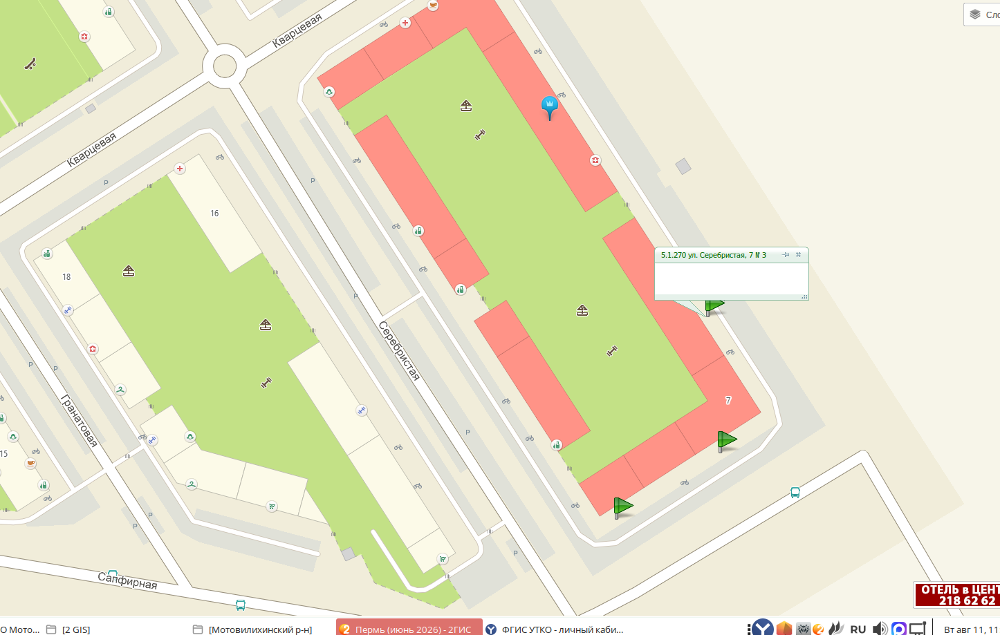 Сло
Кварцевая
Кварцевая
P
P
16
18
5.1.270 ул. Серебристая, 7 № 3
P
Серебристая
P
P
7
Гранатовая
15
P
P
P
P
Сапфирная
ОТЕЛЬ в ЦЕНТ
218 62 62
О Мото... [2 GIS] [Мотовилихинский р-н] Пермь (июнь 2026) - 2ГИС ФГИС УТКО - личный каби... RU Вт авг 11, 11